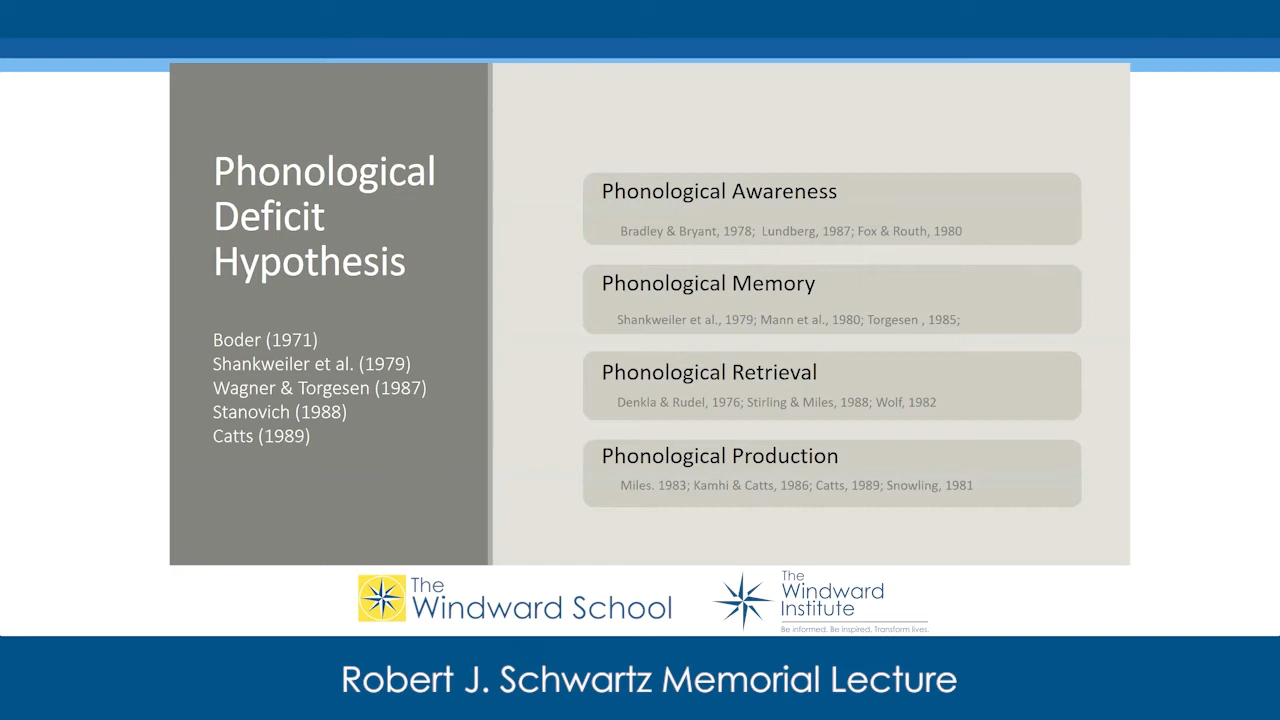 Phonological
Deficit
Hypothesis
Boder (1971)
Shankweiler et al. (1979)
Wagner & Torgesen (1987)
Stanovich (1988)
Catts (1989)
Phonological Awareness
Bradley & Bryant, 1978; Lundberg, 1987; Fox & Routh, 1980
Phonological Memory
Shankweiler et al., 1979; Mann et al., 1980; Torgesen , 1985;
Phonological Retrieval
Denkla & Rudel, 1976; Stirling & Miles, 1988; Wolf, 1982
Phonological Production
Miles. 1983; Kamhi & Catts, 1986; Catts, 1989; Snowling, 1981
The
Windward School
The
Windward
Institute
Be informed. Be inspired. Transform lives.
Robert J. Schwartz Memorial Lecture